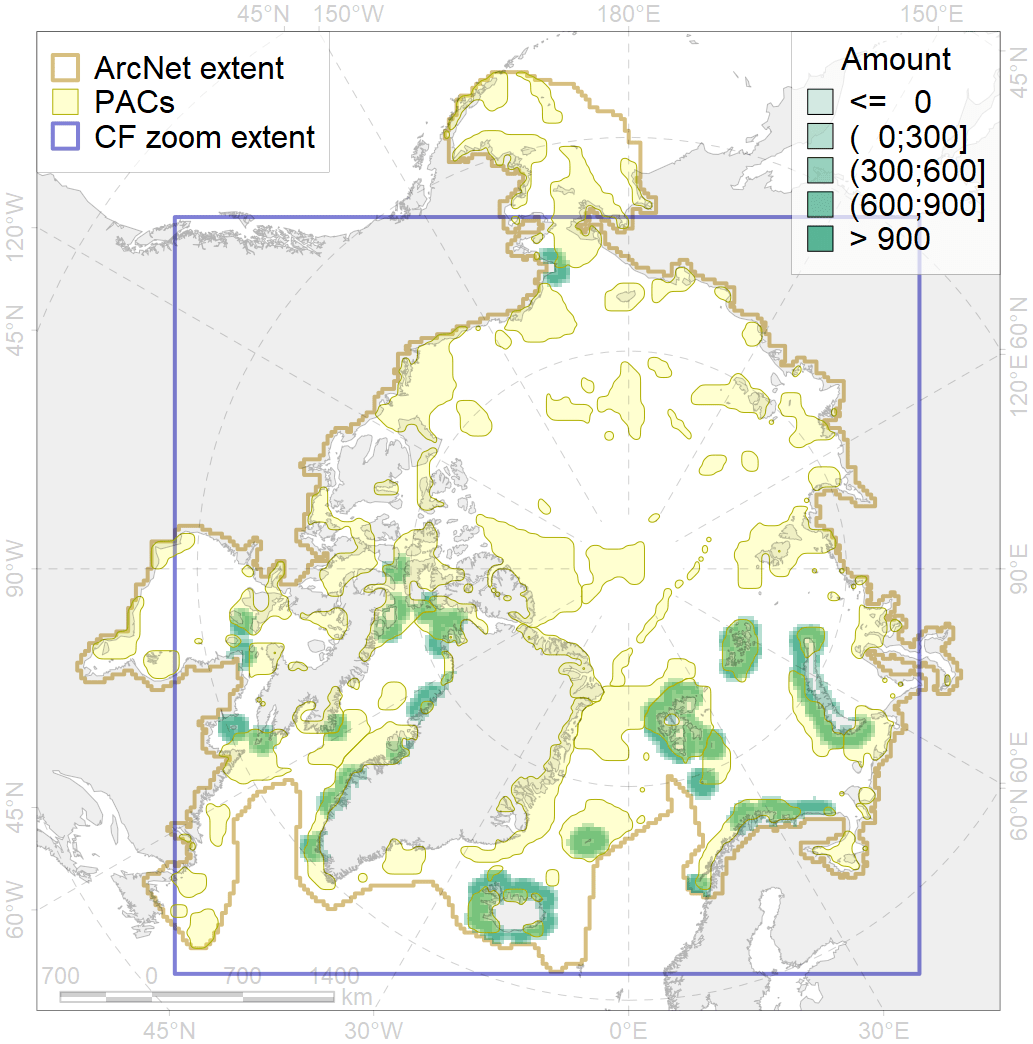 45°N 150°W 180°E 150°E
ArcNet extent
PACs
CF zoom extent
Amount
<= 0
( 0;300]
(300;600]
(600;900]
> 900
120°W
45°N
90°W
45°N
60°W
45°N
60°N
120°E
90°E
60°E
60°N
700 0 700 1400
km
45°N 30°W 0°E 30°E